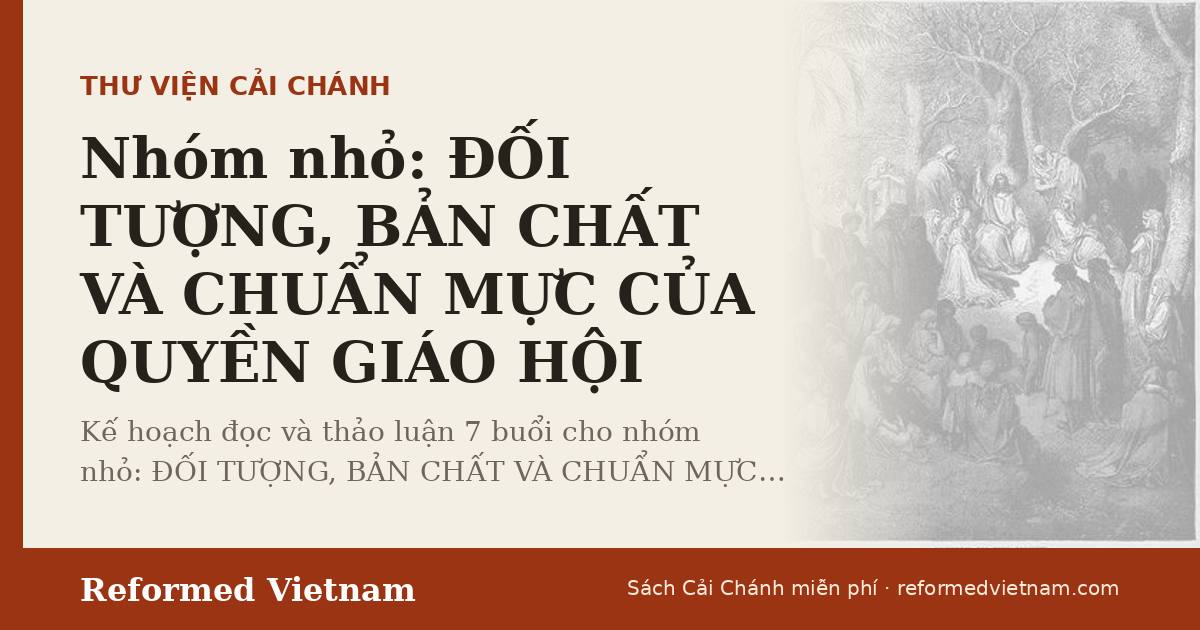 THƯ VIỆN CẢI CHÁNH
Nhóm nhỏ: ĐỐI
TƯỢNG, BẢN CHẤT
VÀ CHUẨN MỰC CỦA
QUYỀN GIÁO HỘI
Kế hoạch đọc và thảo luận 7 buổi cho nhóm
nhỏ: ĐỐI TƯỢNG, BẢN CHẤT VÀ CHUẨN MỰC…
Reformed Vietnam
Sách Cải Chánh miễn phí · reformedvietnam.com